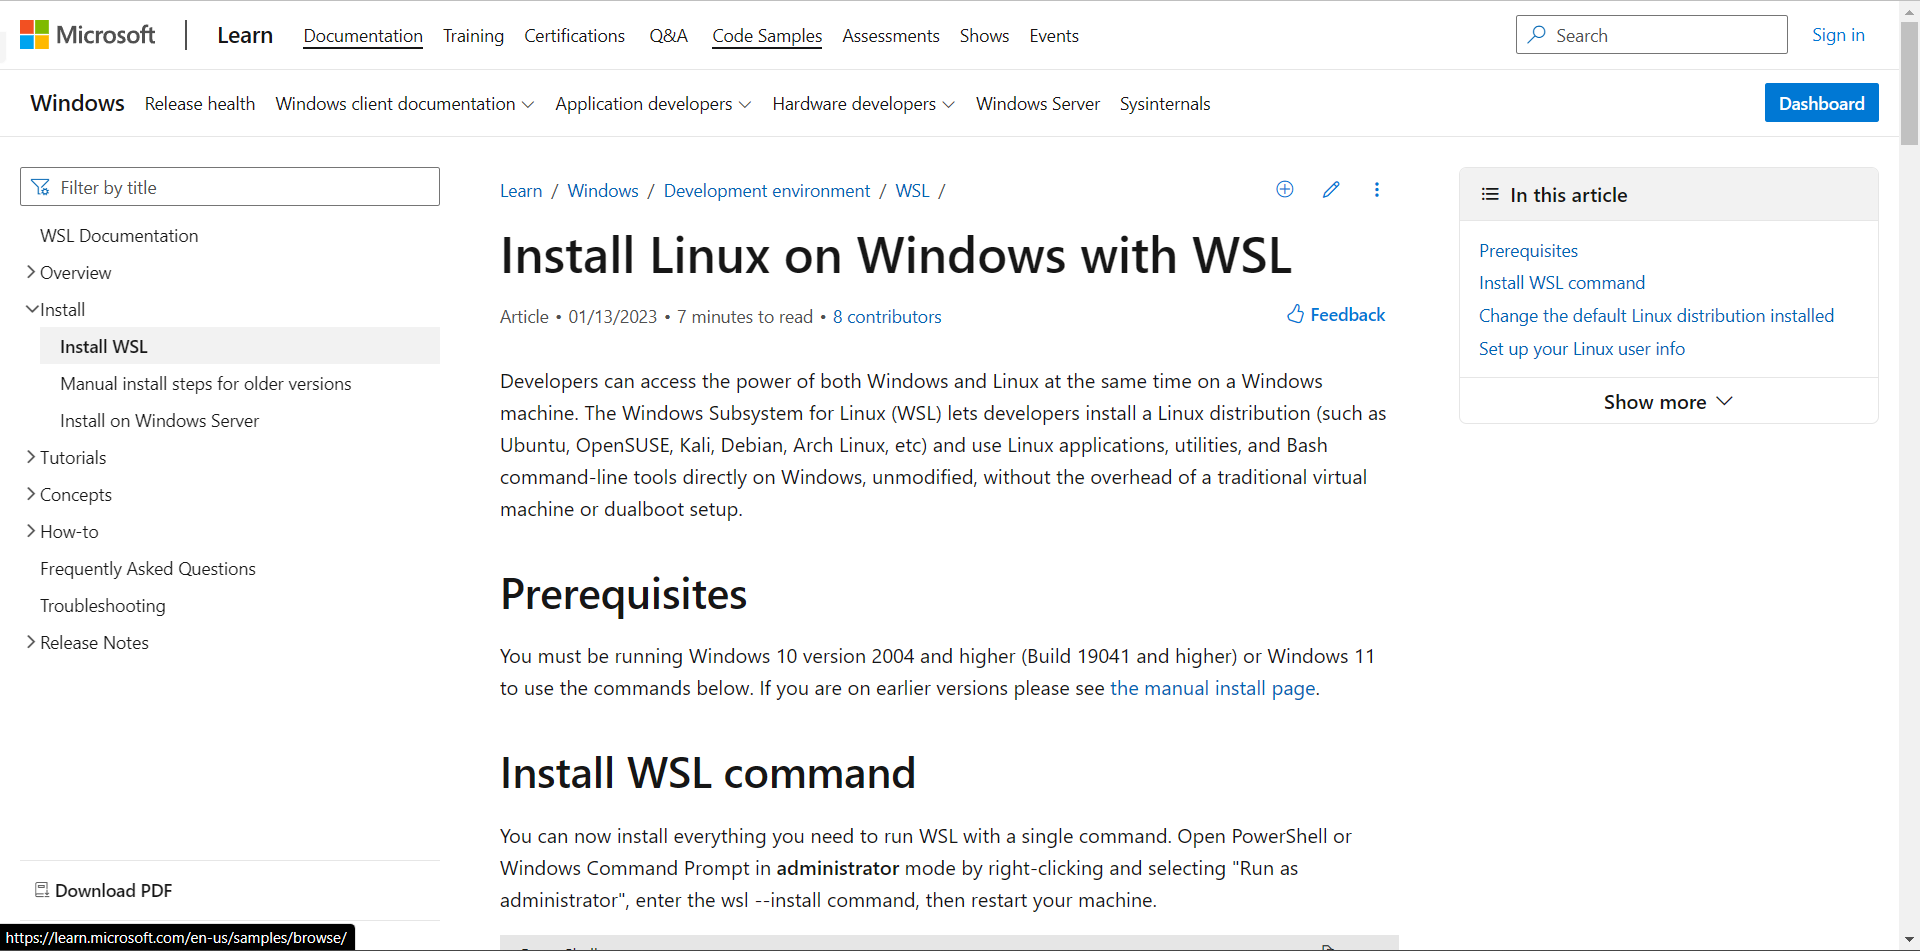 Microsoft
Learn
Documentation
Training
Certifications
Q&A
Code Samples
Assessments
Shows
Events
Search
Sign in
Windows
Release health
Windows client documentation
Application developers
Hardware developers
Windows Server
Sysinternals
Dashboard
Filter by title
WSL Documentation
Overview
Install
Install WSL
Manual install steps for older versions
Install on Windows Server
Tutorials
Concepts
How-to
Frequently Asked Questions
Troubleshooting
Release Notes
Download PDF
https://learn.microsoft.com/en-us/samples/browse/
Learn / Windows / Development environment / WSL /
Install Linux on Windows with WSL
Article • 01/13/2023 • 7 minutes to read • 8 contributors
Feedback
Developers can access the power of both Windows and Linux at the same time on a Windows
machine. The Windows Subsystem for Linux (WSL) lets developers install a Linux distribution (such as
Ubuntu, OpenSUSE, Kali, Debian, Arch Linux, etc) and use Linux applications, utilities, and Bash
command-line tools directly on Windows, unmodified, without the overhead of a traditional virtual
machine or dualboot setup.
Prerequisites
You must be running Windows 10 version 2004 and higher (Build 19041 and higher) or Windows 11
to use the commands below. If you are on earlier versions please see the manual install page.
Install WSL command
You can now install everything you need to run WSL with a single command. Open PowerShell or
Windows Command Prompt in administrator mode by right-clicking and selecting "Run as
administrator", enter the wsl --install command, then restart your machine.
In this article
Prerequisites
Install WSL command
Change the default Linux distribution installed
Set up your Linux user info
Show more